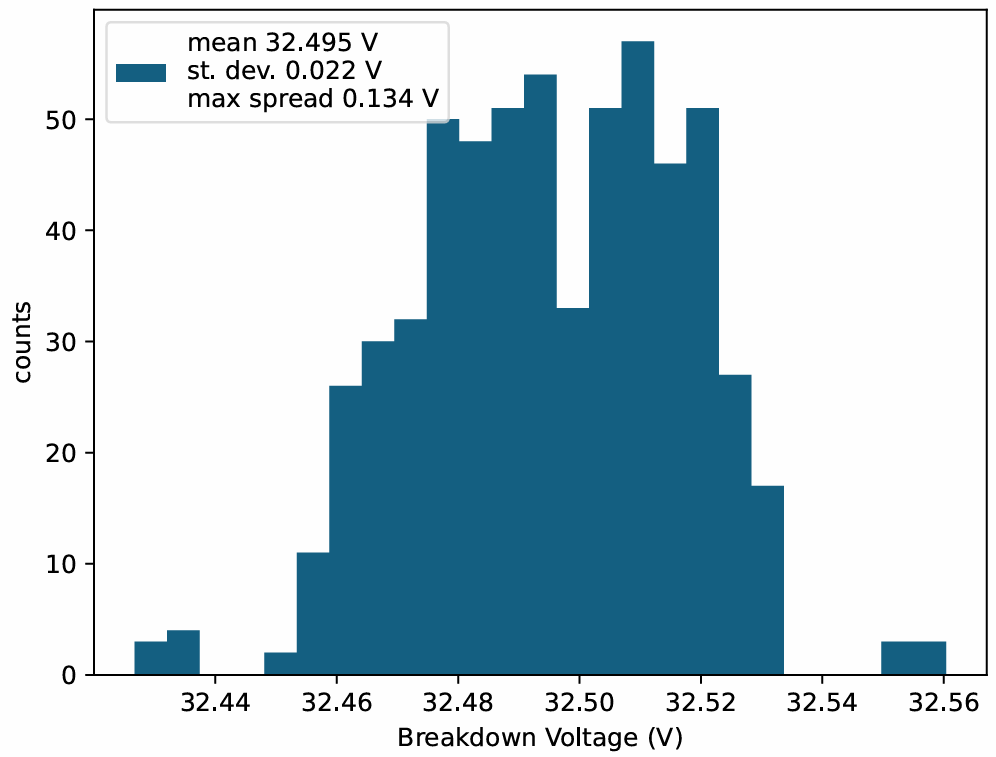 mean 32.495 V
st. dev. 0.022 V
max spread 0.134 V
50
40
30
20
10
0
counts
32.44 32.46 32.48 32.50 32.52 32.54 32.56
Breakdown Voltage (V)